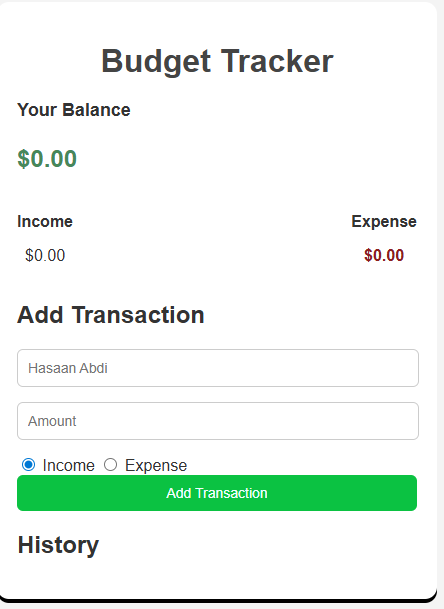 Budget Tracker
Your Balance
$0.00
Income Expense
$0.00 $0.00
Add Transaction
Hasaan Abdi
Amount
Income Expense
Add Transaction
History